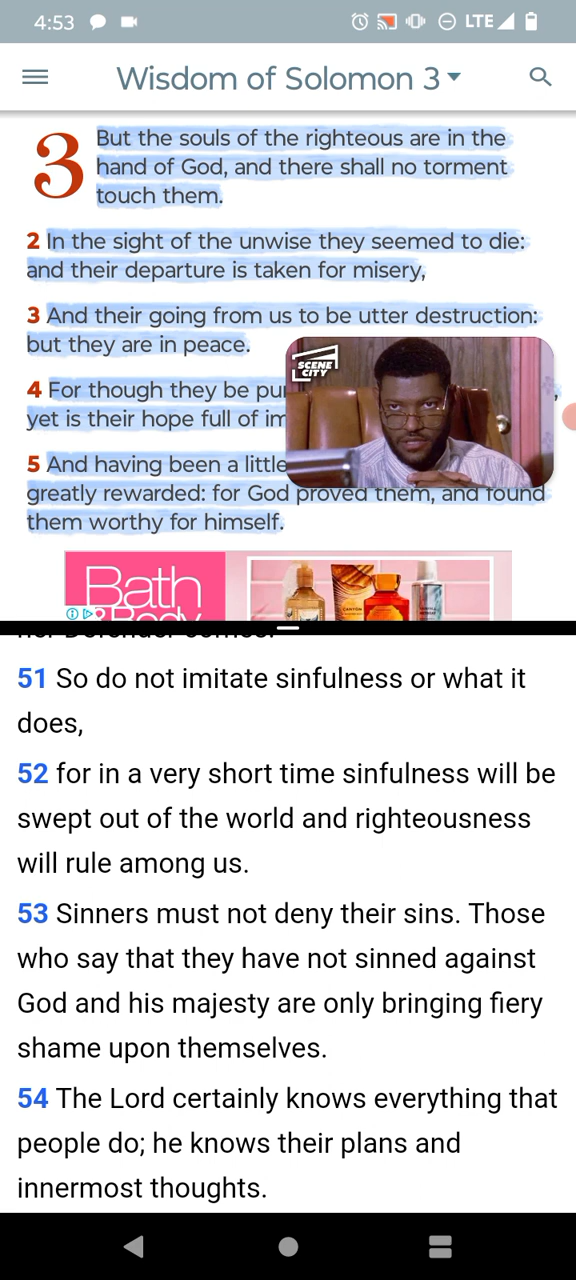 4:53
LTE
Wisdom of Solomon 3
3 But the souls of the righteous are in the
hand of God, and there shall no torment
touch them.
2 In the sight of the unwise they seemed to die:
and their departure is taken for misery,
3 And their going from us to be utter destruction:
but they are in peace.
SCENE
CITY
4 For though they be
yet is their hope full of
5 And having been a little
greatly rewarded: for God proved them, and found
them worthy for himself.
Bath
& Body
her Defender comes.
51 So do not imitate sinfulness or what it
does,
52 for in a very short time sinfulness will be
swept out of the world and righteousness
will rule among us.
53 Sinners must not deny their sins. Those
who say that they have not sinned against
God and his majesty are only bringing fiery
shame upon themselves.
54 The Lord certainly knows everything that
people do; he knows their plans and
innermost thoughts.